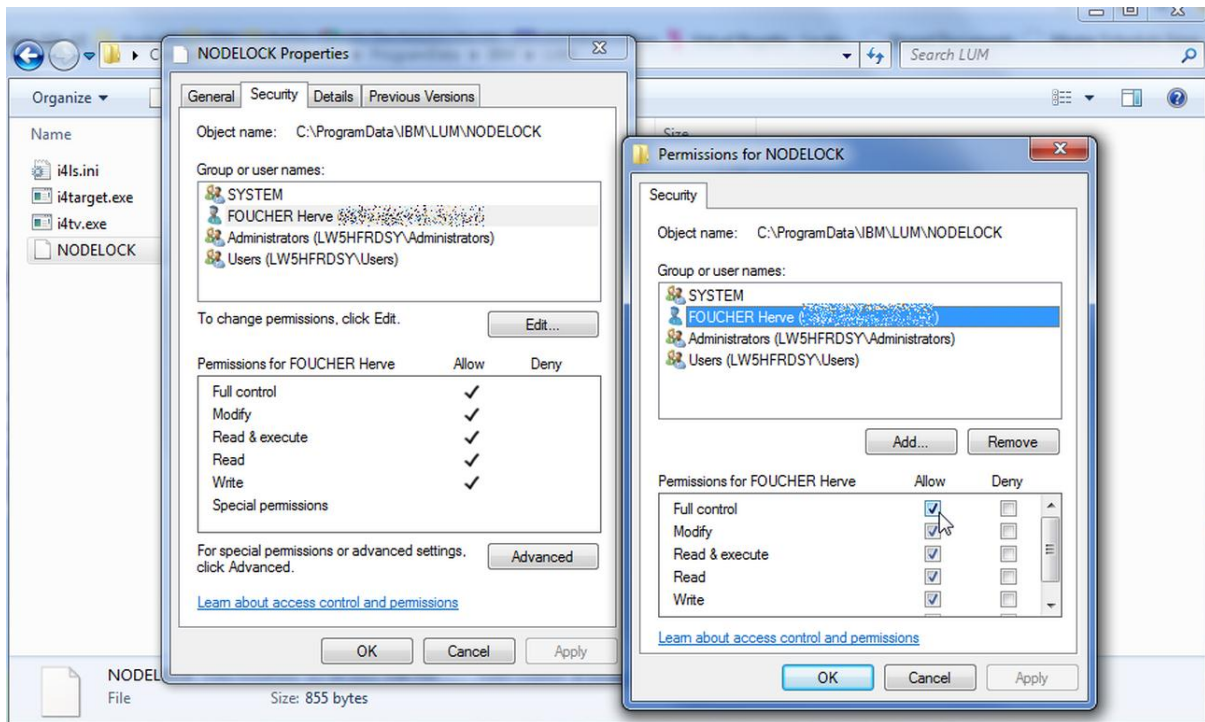 Search LUM
Organize
Name
Size
i4ls.ini
i4target.exe
i4tv.exe
NODELOCK
NODELOCK Properties
General Security Details Previous Versions
Object name: C:\ProgramData\IBM\LUM\NODELOCK
Group or user names:
SYSTEM
FOUCHER Herve (
Administrators (LW5HFRDSY\Administrators)
Users (LW5HFRDSY\Users)
To change permissions, click Edit.
Edit...
Permissions for FOUCHER Herve Allow Deny
Full control
Modify
Read & execute
Read
Write
Special permissions
For special permissions or advanced settings,
click Advanced.
Advanced
Learn about access control and permissions
OK Cancel Apply
Permissions for NODELOCK
Security
Object name: C:\ProgramData\IBM\LUM\NODELOCK
Group or user names:
SYSTEM
FOUCHER Herve ( )
Administrators (LW5HFRDSY\Administrators)
Users (LW5HFRDSY\Users)
Add... Remove
Permissions for FOUCHER Herve Allow Deny
Full control
Modify
Read & execute
Read
Write
Learn about access control and permissions
OK Cancel Apply
File
Size: 855 bytes